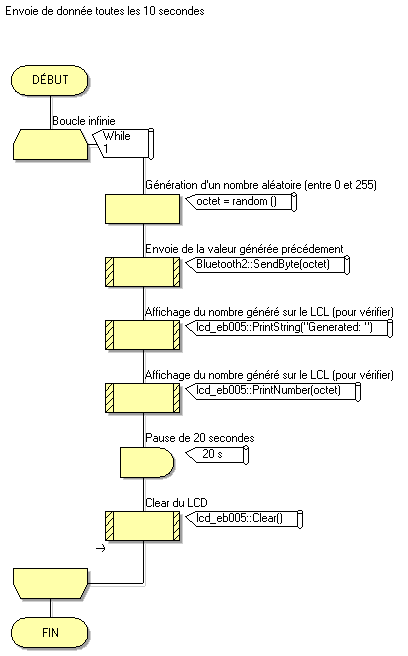 Envoie de donnée toutes les 10 secondes
DÉBUT
Boucle infinie
While
1
Génération d'un nombre aléatoire (entre 0 et 255)
octet = random ()
Envoie de la valeur générée précédement
Bluetooth2::SendByte(octet)
Affichage du nombre généré sur le LCL (pour vérifier)
lcd_eb005::PrintString("Generated: ")
Affichage du nombre généré sur le LCL (pour vérifier)
lcd_eb005::PrintNumber(octet)
Pause de 20 secondes
20 s
Clear du LCD
lcd_eb005::Clear()
FIN